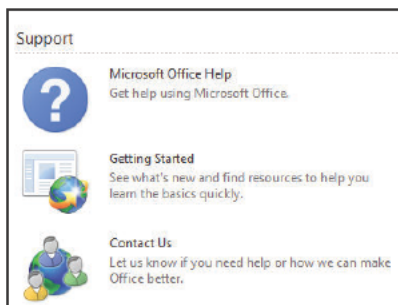 Support
Microsoft Office Help
Get help using Microsoft Office.
Getting Started
See what's new and find resources to help you
learn the basics quickly.
Contact Us
Let us know if you need help or how we can make
Office better.